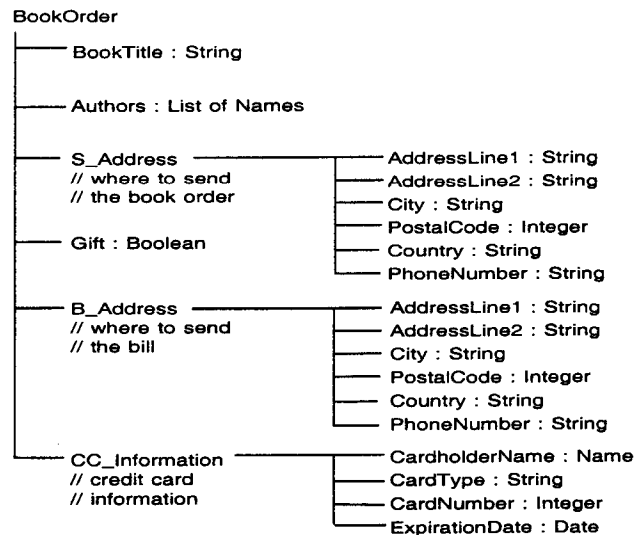 BookOrder
BookTitle : String
Authors : List of Names
S_Address
// where to send
// the book order
AddressLine1 : String
AddressLine2 : String
City : String
PostalCode : Integer
Country : String
PhoneNumber : String
Gift : Boolean
B_Address
// where to send
// the bill
AddressLine1 : String
AddressLine2 : String
City : String
PostalCode : Integer
Country : String
PhoneNumber : String
CC_Information
// credit card
// information
CardholderName : Name
CardType : String
CardNumber : Integer
ExpirationDate : Date